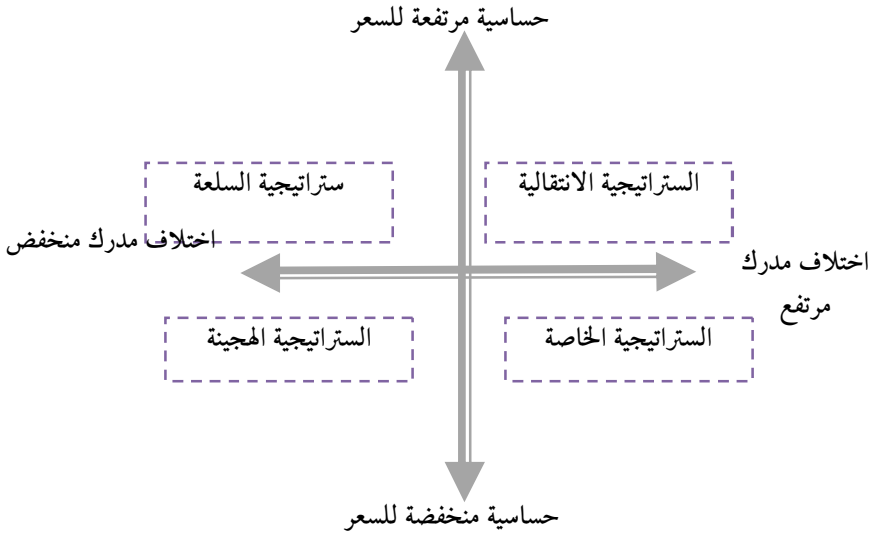 حساسية مرتفعة للسعر
الستراتيجية الانتقالية
ستراتيجية السلعة
اختلاف مدرك
مرتفع
اختلاف مدرك منخفض
الستراتيجية الخاصة
الستراتيجية الهجينة
حساسية منخفضة للسعر